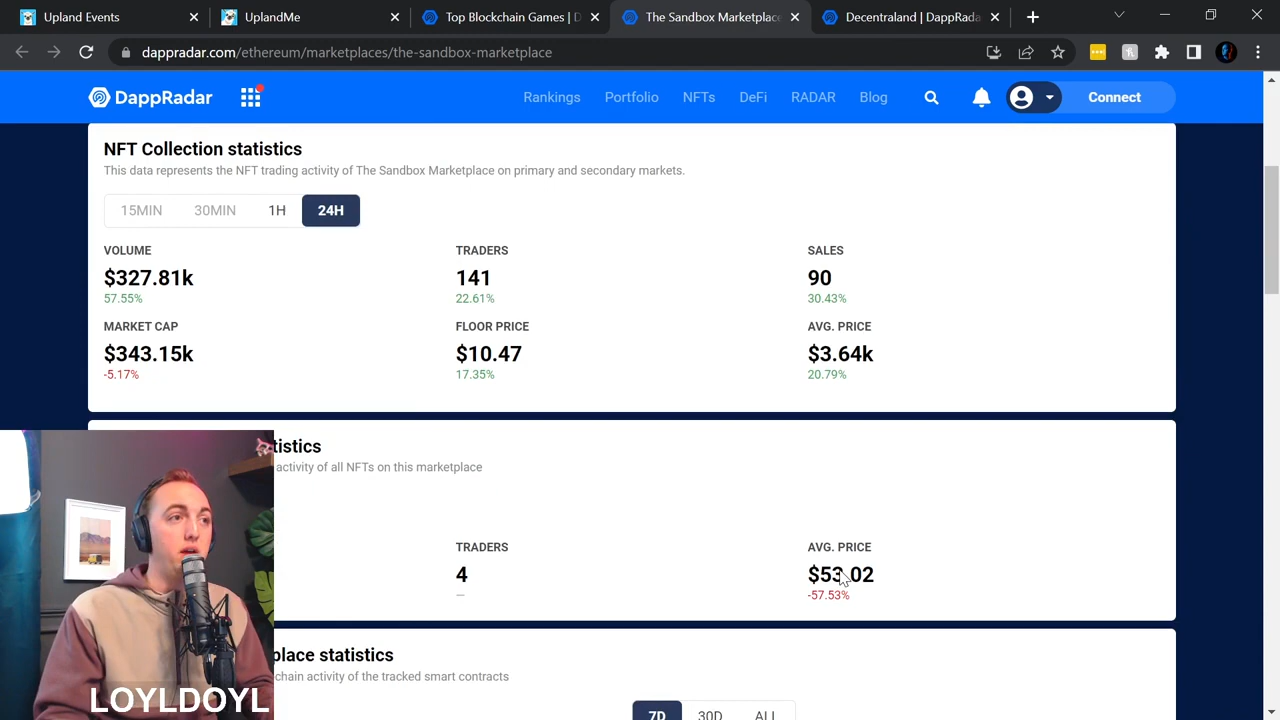 Upland Events
UplandMe
Top Blockchain Games | D
The Sandbox Marketplac
Decentraland | DappRada
dappradar.com/ethereum/marketplaces/the-sandbox-marketplace
DappRadar
Rankings
Portfolio
NFTs
DeFi
RADAR
Blog
Connect
NFT Collection statistics
This data represents the NFT trading activity of The Sandbox Marketplace on primary and secondary markets.
15MIN 30MIN 1H 24H
VOLUME TRADERS SALES
$327.81k 141 90
57.55% 22.61% 30.43%
MARKET CAP FLOOR PRICE AVG. PRICE
$343.15k $10.47 $3.64k
-5.17% 17.35% 20.79%
tistics
activity of all NFTs on this marketplace
TRADERS AVG. PRICE
4 $53.02
— -57.53%
place statistics
chain activity of the tracked smart contracts
7D 30D ALL
LOYLDOYL